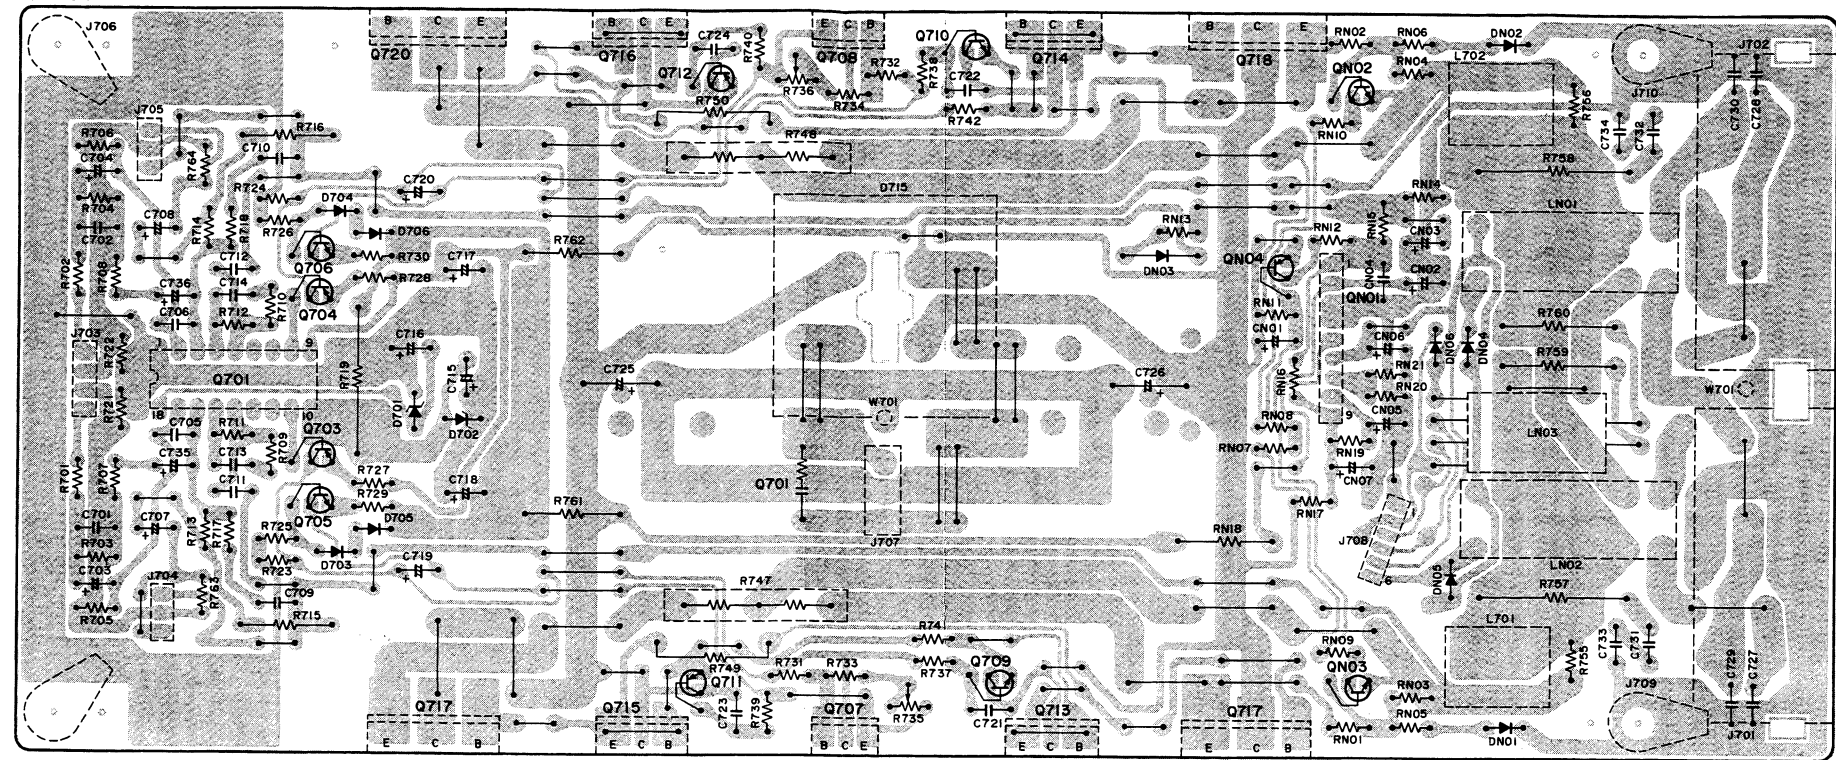 J706
B C E
Q720
B C E
Q716
C724
R740
Q712
E C B
Q708
R736
R732
R734
Q710
R738
C722
R742
B C E
Q714
B C E
Q718
RN02
RN06
DN02
RN04
QN02
RN10
L702
R756
J710
J702
C734
C732
C730
C728
R750
R748
J705
R706
C704
R704
C702
C708
R764
R716
C710
R724
R726
R714
R718
D704
C720
D706
R730
R728
C717
Q706
Q704
R762
D715
RN13
DN03
RN14
LN01
R758
RN15
RN12
CN03
QN04
CN04
CN02
QN01
RN11
CN01
R702
R708
C712
C714
R710
C736
C706
R712
J703
R722
9
Q701
R721
18
10
R719
C716
C715
D701
D702
C725
C726
W701
RN16
1
9
CN06
RN21
RN20
CN05
DN06
DN04
R760
R759
W701
LN03
RN08
RN07
RN19
CN07
RN17
C705
R711
Q703
R709
C735
C713
C711
R701
R707
R727
R729
C718
Q705
D705
C701
C707
R713
R717
R725
R703
R723
D703
C719
C703
J704
R763
C709
R705
R715
R761
Q701
J707
R747
RN18
J708
1
6
DN05
LN02
R757
L701
R755
C733
C731
C729
C727
J709
J701
R74
R749
Q711
R731
R733
R737
Q709
C723
R739
R735
C721
Q717
E C B
Q715
E C B
Q707
B C E
Q713
E C B
Q717
E C B
RN09
QN03
RN03
RN05
RN01
DN01